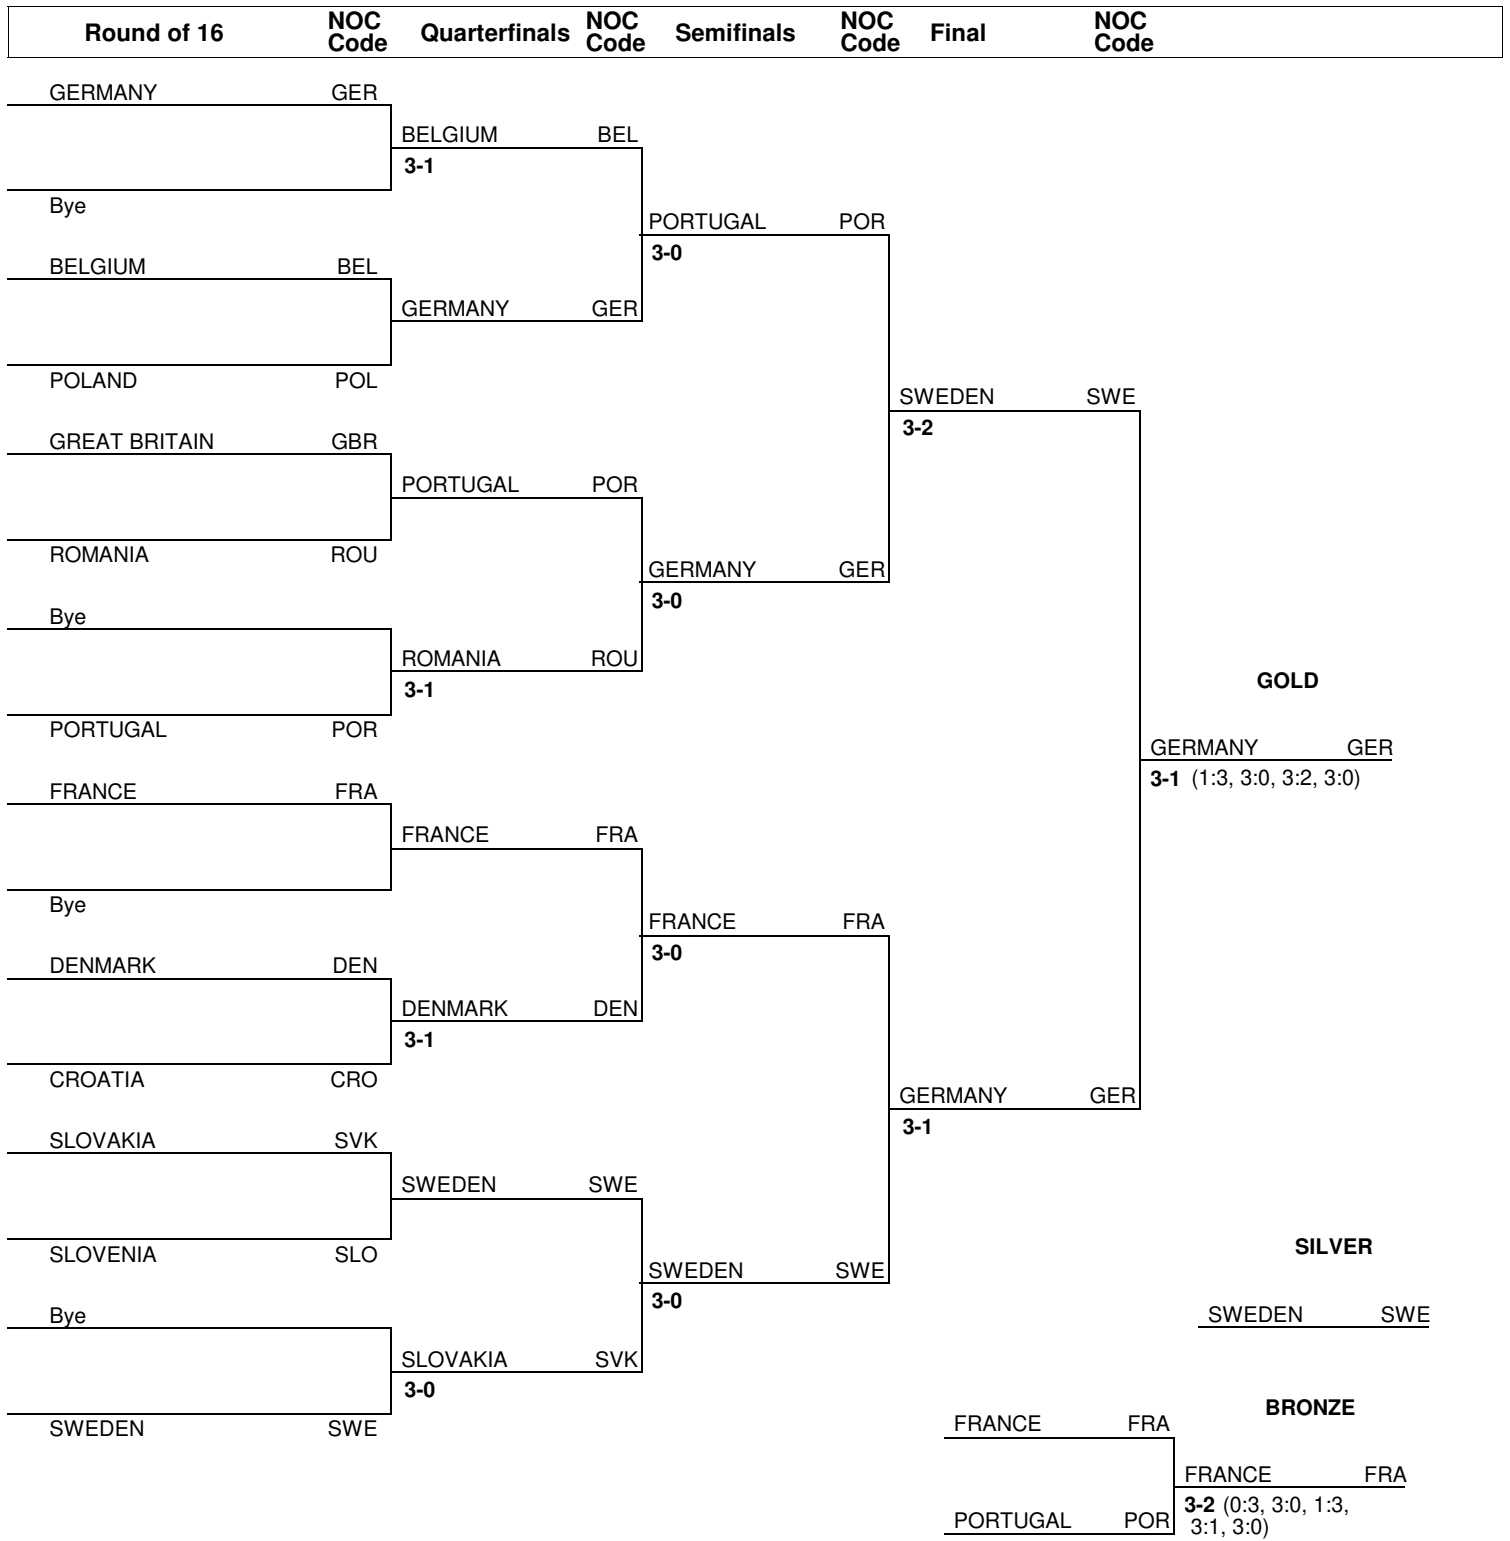 Round of 16 NOC Code Quarterfinals NOC Code Semifinals NOC Code Final NOC Code
GERMANY GER
BELGIUM BEL
3-1
Bye
PORTUGAL POR
3-0
BELGIUM BEL
GERMANY GER
POLAND POL
SWEDEN SWE
3-2
GREAT BRITAIN GBR
PORTUGAL POR
ROMANIA ROU
GERMANY GER
3-0
Bye
ROMANIA ROU
3-1
GOLD
PORTUGAL POR
GERMANY GER
3-1 (1:3, 3:0, 3:2, 3:0)
FRANCE FRA
FRANCE FRA
Bye
FRANCE FRA
3-0
DENMARK DEN
DENMARK DEN
3-1
CROATIA CRO
GERMANY GER
3-1
SLOVAKIA SVK
SWEDEN SWE
SLOVENIA SLO
SILVER
SWEDEN SWE
3-0
Bye
SWEDEN SWE
SLOVAKIA SVK
3-0
BRONZE
SWEDEN SWE
FRANCE FRA
FRANCE FRA
3-2 (0:3, 3:0, 1:3,
3:1, 3:0)
PORTUGAL POR